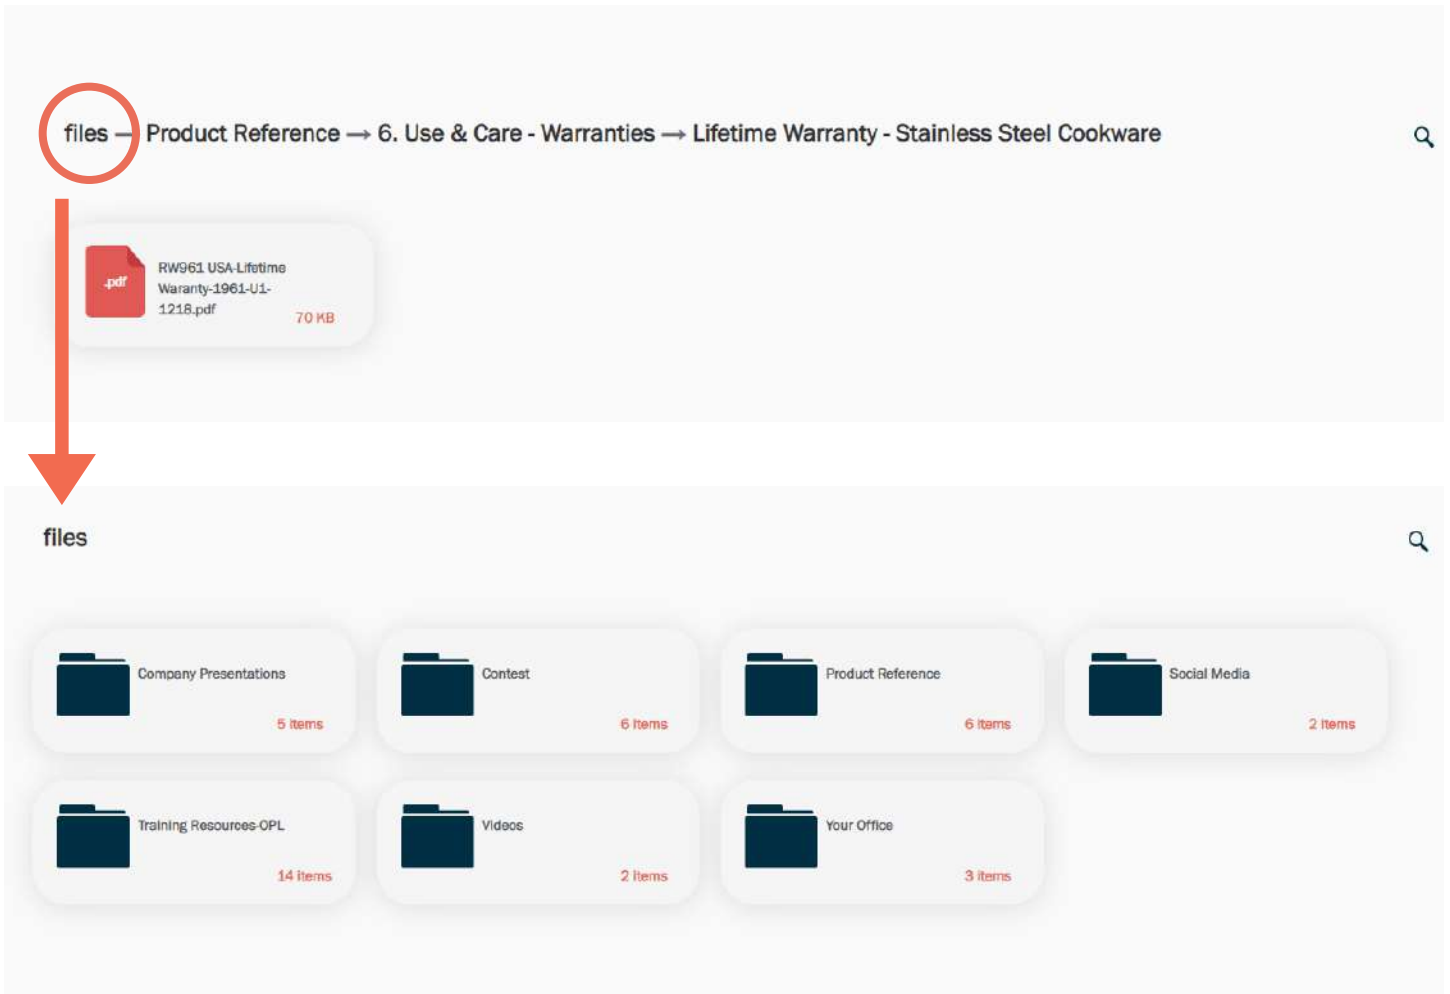 files → Product Reference → 6. Use & Care - Warranties → Lifetime Warranty - Stainless Steel Cookware
.pdf
RW961 USA-Lifetime
Waranty-1961-U1-
1218.pdf
70 KB
files
Company Presentations
5 items
Contest
6 items
Product Reference
6 items
Social Media
2 items
Training Resources-OPL
14 items
Videos
2 items
Your Office
3 items